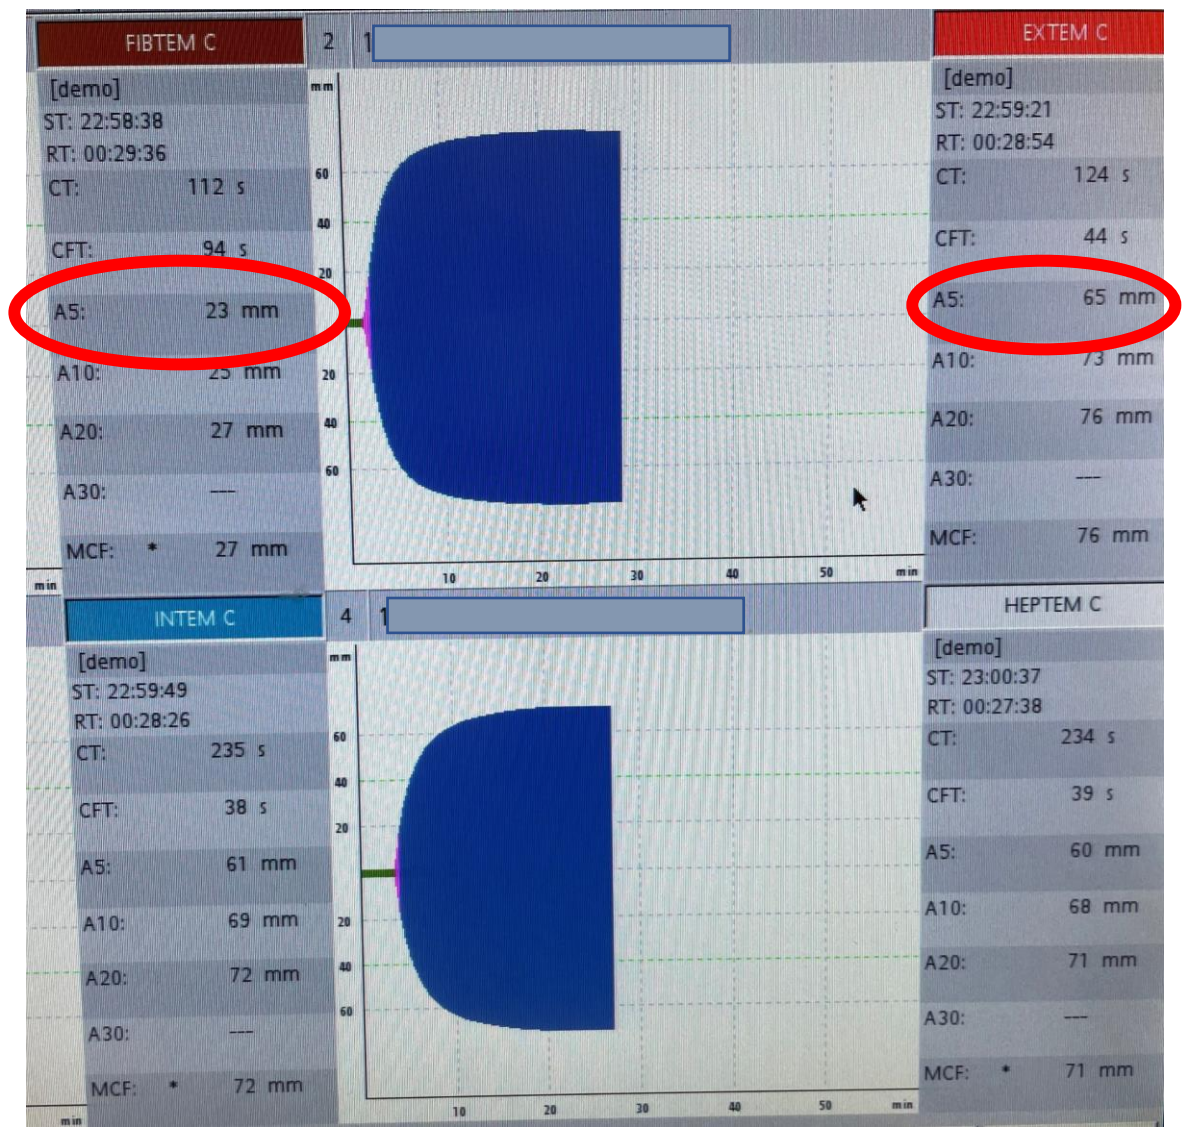 FIBTEM C
[demo]
ST: 22:58:38
RT: 00:29:36
CT: 112 s
CFT: 94 s
A5: 23 mm
A10: 25 mm
A20: 27 mm
A30: ---
MCF: * 27 mm
min
2 1
mm
60
40
20
20
40
60
10 20 30 40 50 min
EXTEM C
[demo]
ST: 22:59:21
RT: 00:28:54
CT: 124 s
CFT: 44 s
A5: 65 mm
A10: 73 mm
A20: 76 mm
A30: ---
MCF: 76 mm
INTEM C
[demo]
ST: 22:59:49
RT: 00:28:26
CT: 235 s
CFT: 38 s
A5: 61 mm
A10: 69 mm
A20: 72 mm
A30: ---
MCF: * 72 mm
min
4 1
mm
60
40
20
20
40
60
10 20 30 40 50 min
HEPTEM C
[demo]
ST: 23:00:37
RT: 00:27:38
CT: 234 s
CFT: 39 s
A5: 60 mm
A10: 68 mm
A20: 71 mm
A30: ---
MCF: * 71 mm